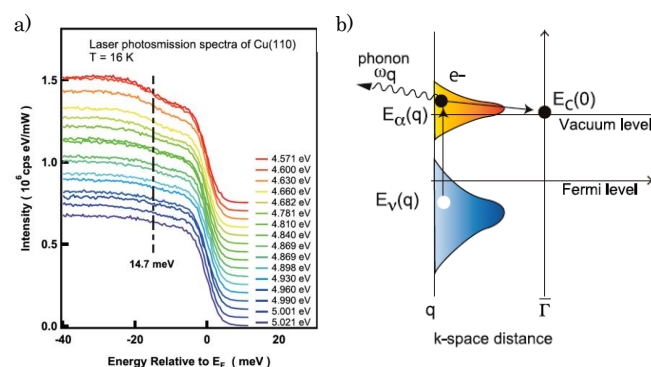 a)
Laser photosmission spectra of Cu(110)
T = 16 K
1.5
1.0
0.5
0.0
Intensity ( 10⁶ cps eV/mW)
14.7 meV
4.571 eV
4.600 eV
4.630 eV
4.660 eV
4.682 eV
4.781 eV
4.810 eV
4.840 eV
4.869 eV
4.869 eV
4.898 eV
4.930 eV
4.960 eV
4.990 eV
5.001 eV
5.021 eV
-40
-20
0
20
Energy Relative to E_F ( meV)
b)
phonon
ωq
e-
E_α(q)
E_C(0)
Vacuum level
Fermi level
E_ν(q)
q
Γ̅
k-space distance